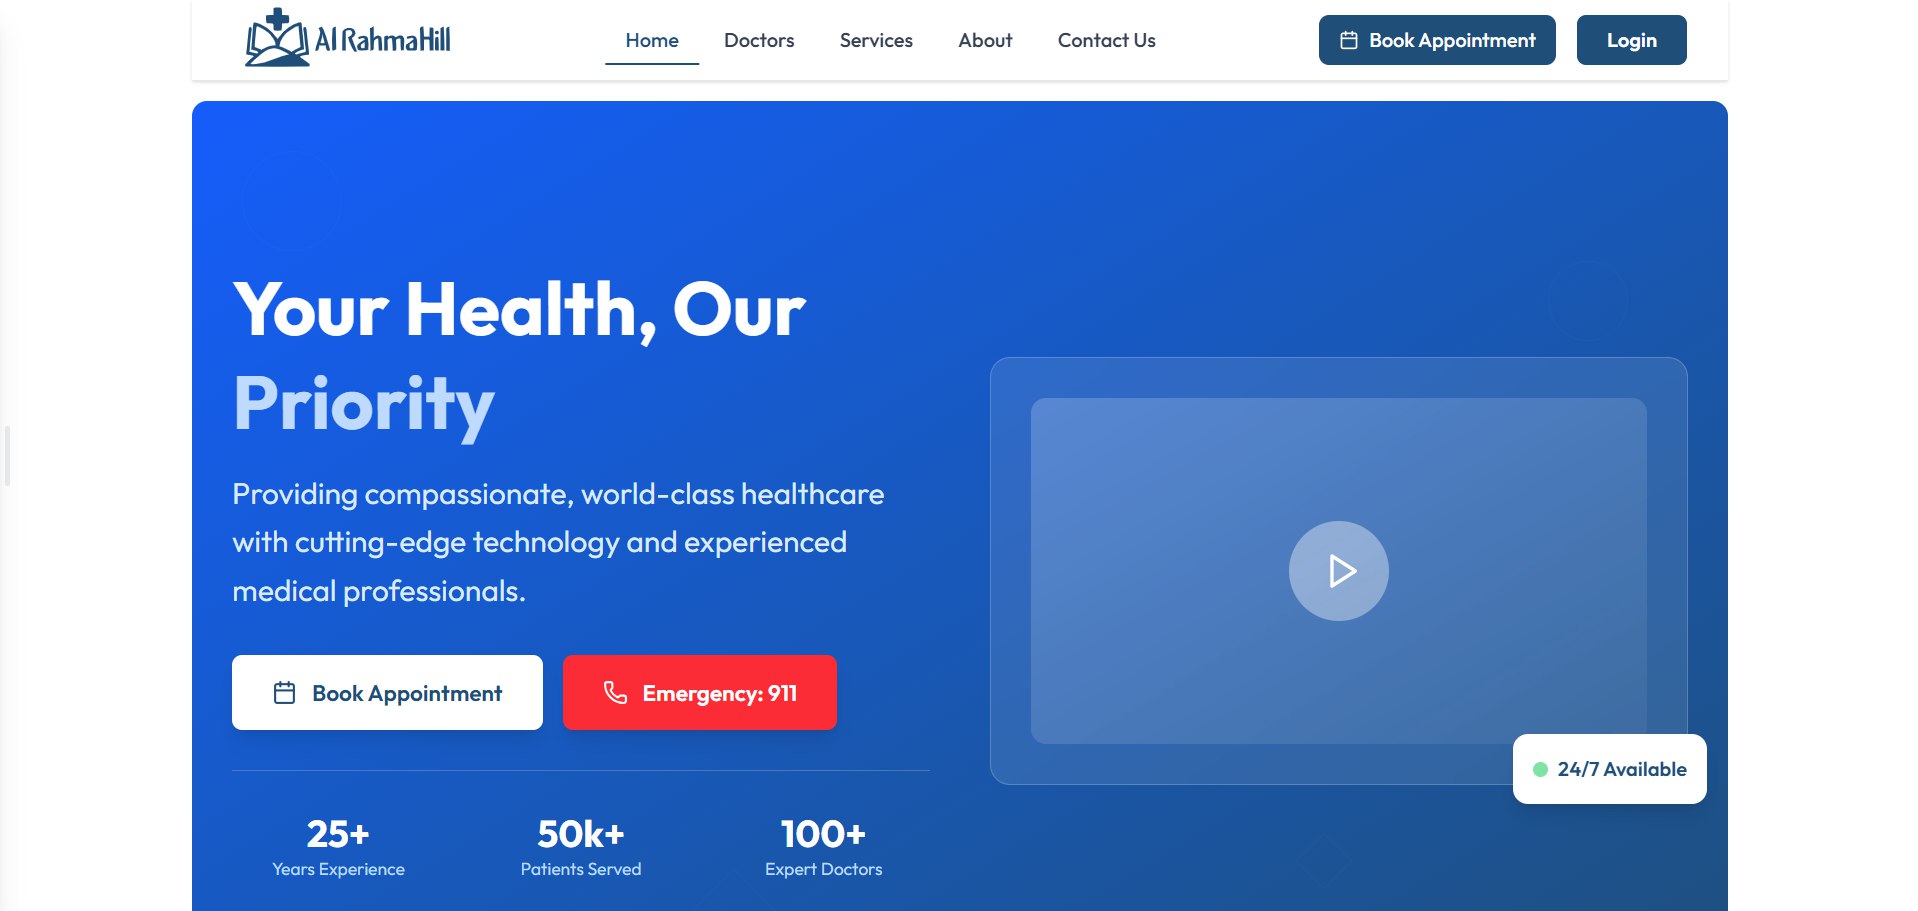 Al RahmaHill
Home
Doctors
Services
About
Contact Us
Book Appointment
Login
Your Health, Our
Priority
Providing compassionate, world-class healthcare
with cutting-edge technology and experienced
medical professionals.
Book Appointment
Emergency: 911
24/7 Available
25+
Years Experience
50k+
Patients Served
100+
Expert Doctors